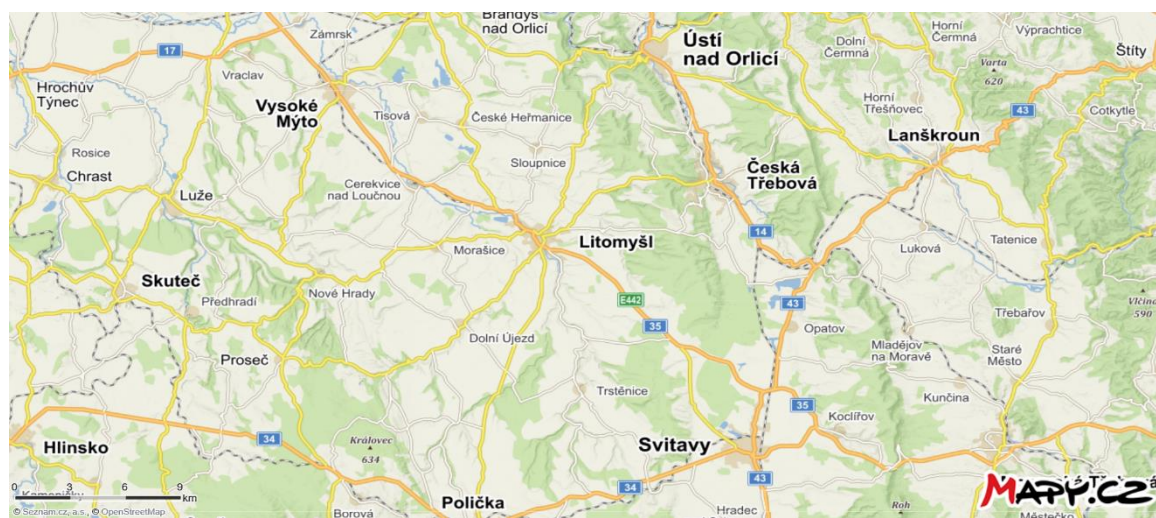 Brandýs
nad Orlicí
Zámrsk
17
Ústí
nad Orlicí
Dolní
Čermná
Horní
Čermná
Výprachtice
Štíty
Varta
620
Hrochův
Týnec
Vraclav
Vysoké
Mýto
Tisová
České Heřmanice
Horní
Třešňovec
43
Cotkytle
Lanškroun
Rosice
Chrast
Sloupnice
Česká
Třebová
Luže
Cerekvice
nad Loučnou
14
Morašice
Litomyšl
Luková
Tatenice
Skuteč
Předhradí
Nové Hrady
E442
43
35
Opatov
Třebařov
590
Dolní Újezd
Mladějov
na Moravě
Staré
Město
Proseč
Trstěnice
Kunčina
35
Koclířov
Hlinsko
34
Královec
634
Svitavy
0 3 6 9
km
Kameničky
34
43
Polička
Borová
Hradec
Roh
Mapy.cz
Městečko
© Seznam.cz, a.s., © OpenStreetMap